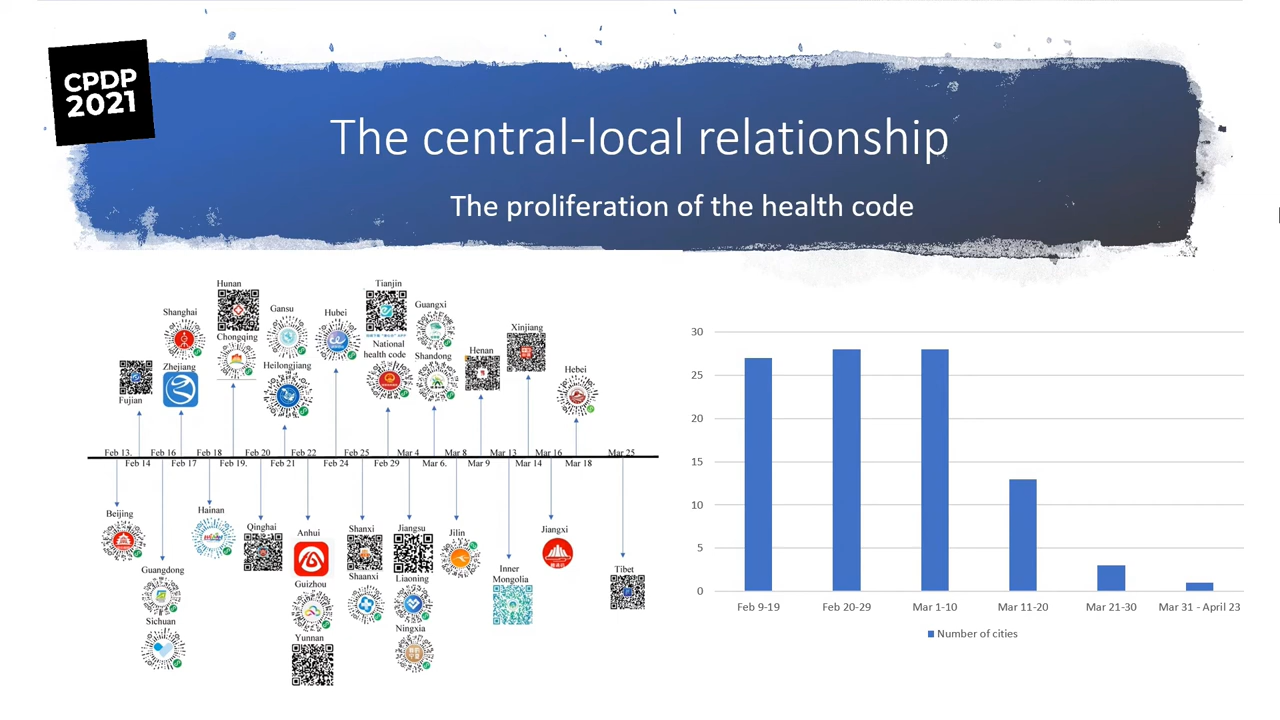 CPDP
2021
The central-local relationship
The proliferation of the health code
Hunan
Tianjin
Shanghai
Gansu
Hubei
Guangxi
Xinjiang
Chongqing
National
health code
Shandong
Henan
Zhejiang
Heilongjiang
Hebei
Fujian
Feb 13.
Feb 16
Feb 18
Feb 20
Feb 22
Feb 25
Mar 4
Mar 8
Mar 13
Mar 16
Mar 25
Feb 14
Feb 17
Feb 19.
Feb 21
Feb 24
Feb 29
Mar 6.
Mar 9
Mar 14
Mar 18
Beijing
Hainan
Qinghai
Anhui
Shanxi
Jiangsu
Jilin
Jiangxi
Guangdong
Guizhou
Shaanxi
Liaoning
Inner
Mongolia
Tibet
Sichuan
Yunnan
Ningxia
30
25
20
15
10
5
0
Feb 9-19
Feb 20-29
Mar 1-10
Mar 11-20
Mar 21-30
Mar 31 - April 23
Number of cities